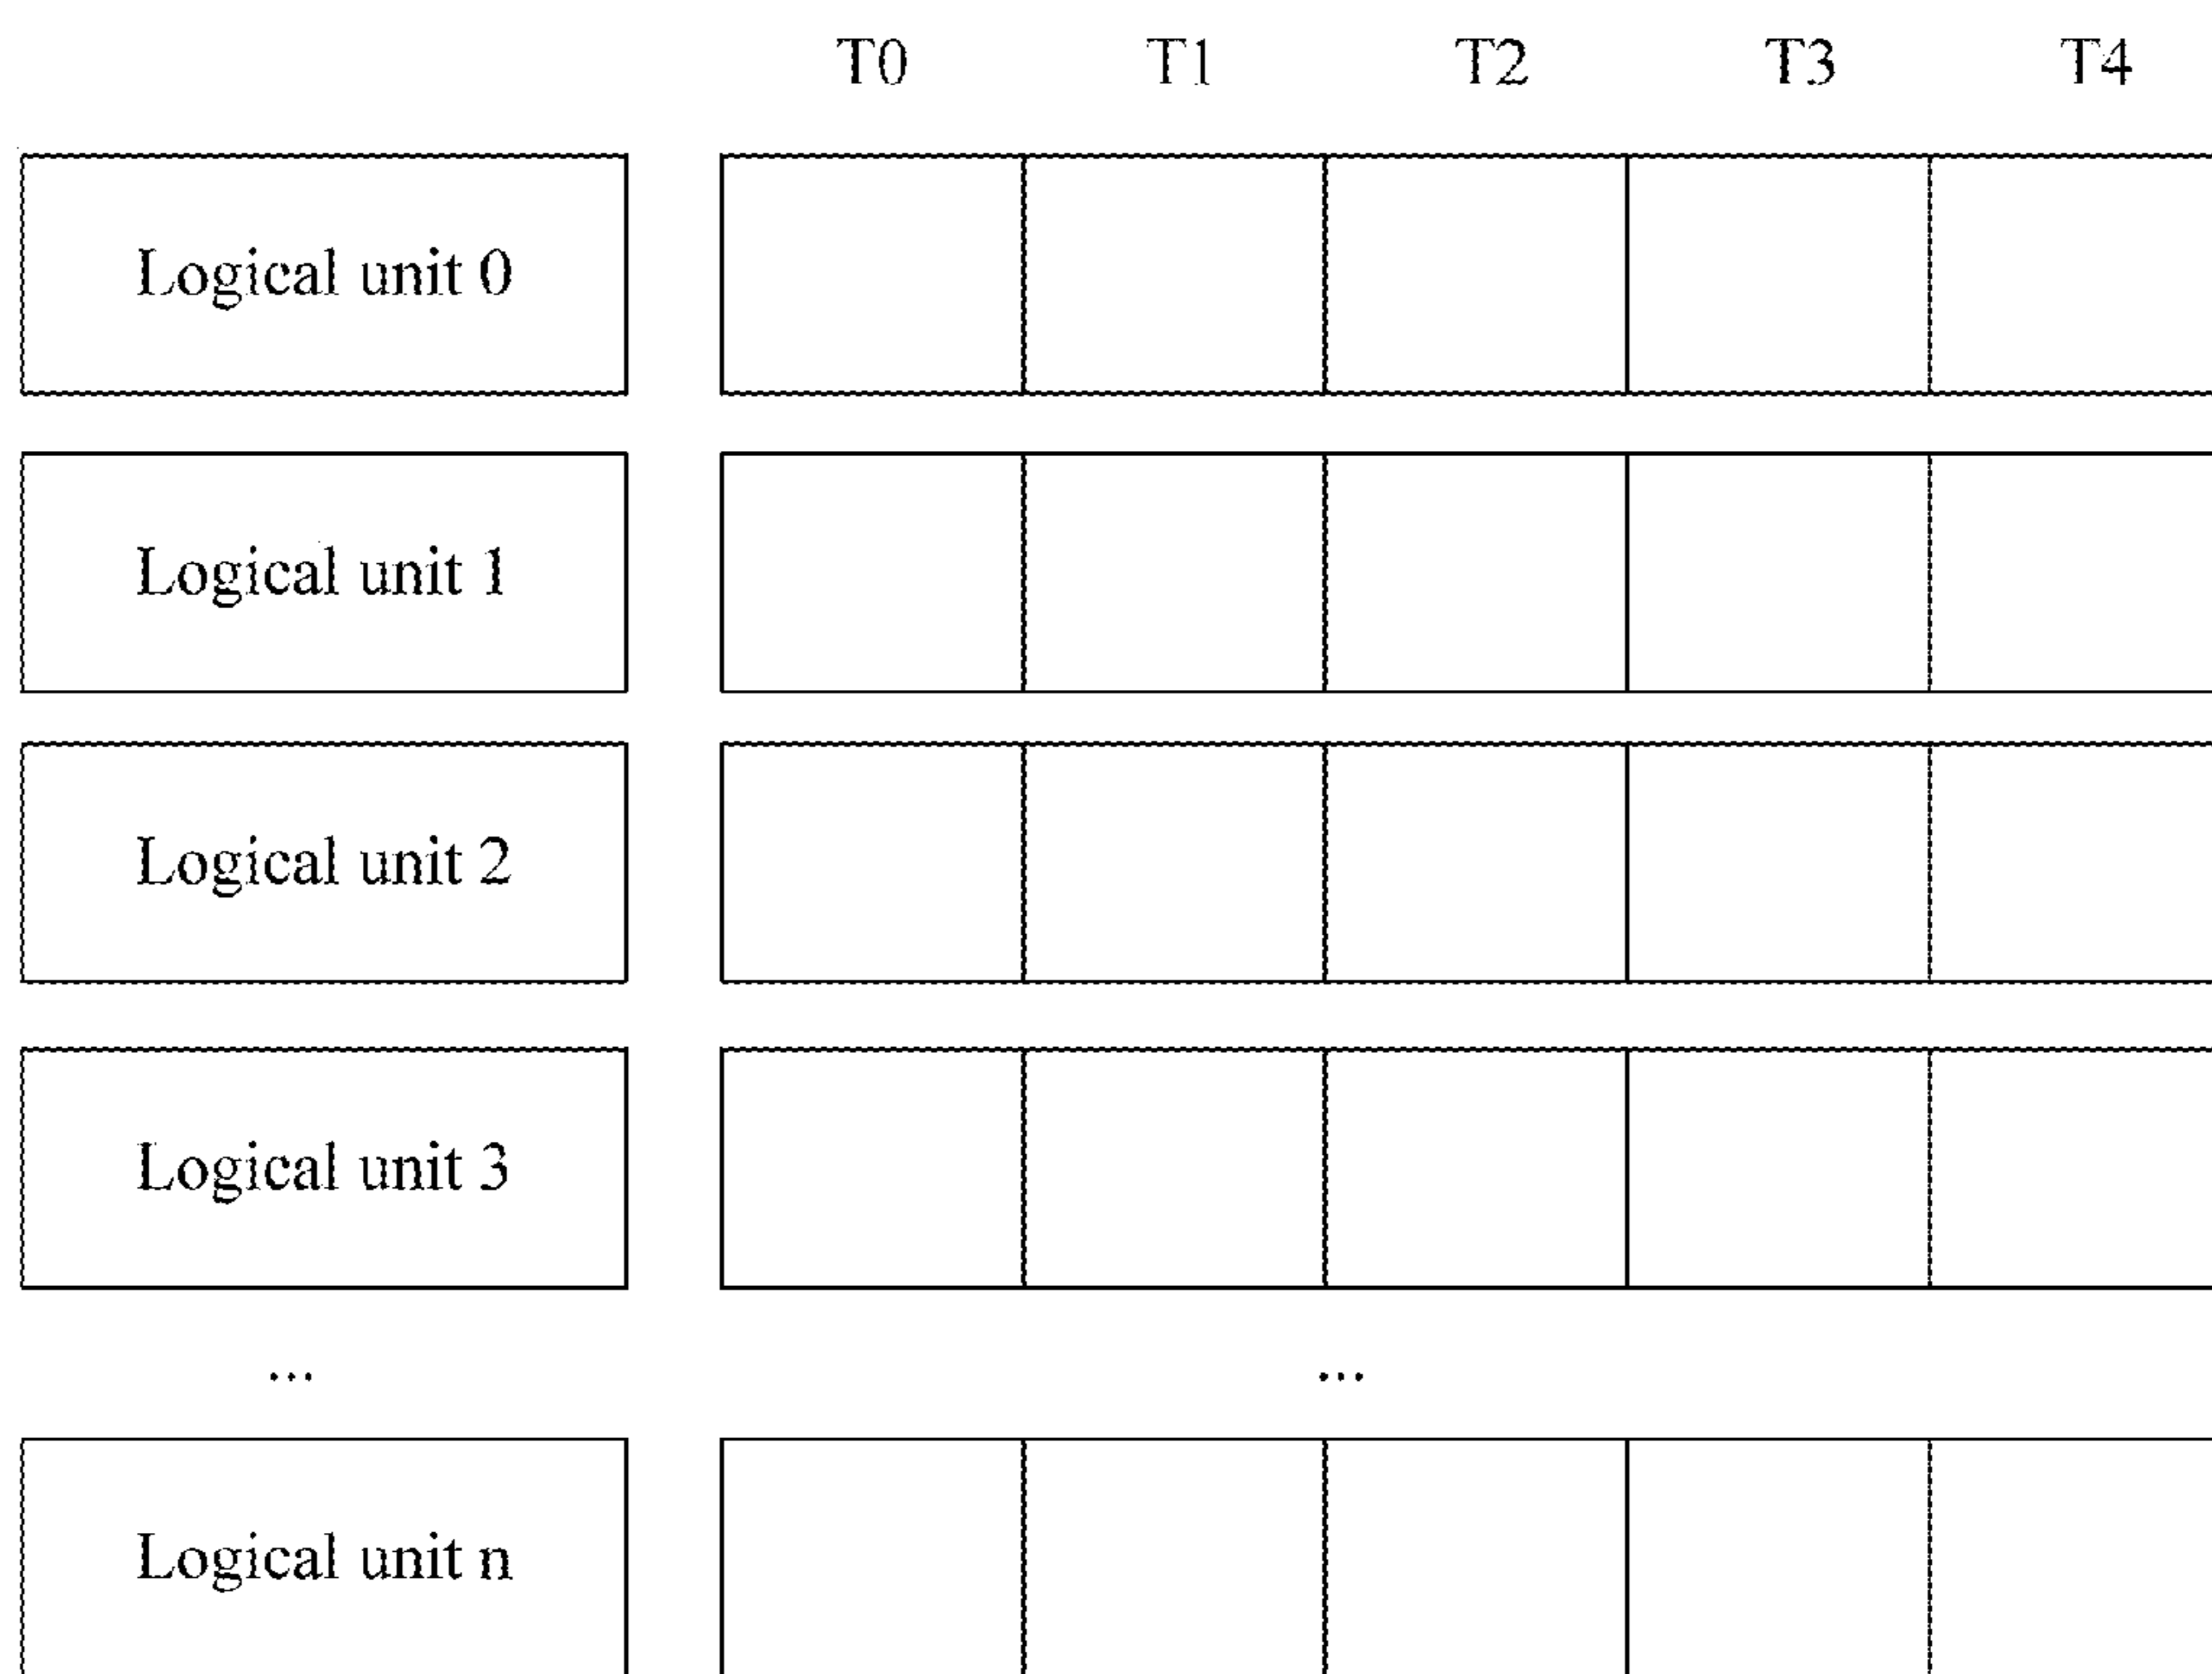 T0 T1 T2 T3 T4
Logical unit 0
Logical unit 1
Logical unit 2
Logical unit 3
... ...
Logical unit n